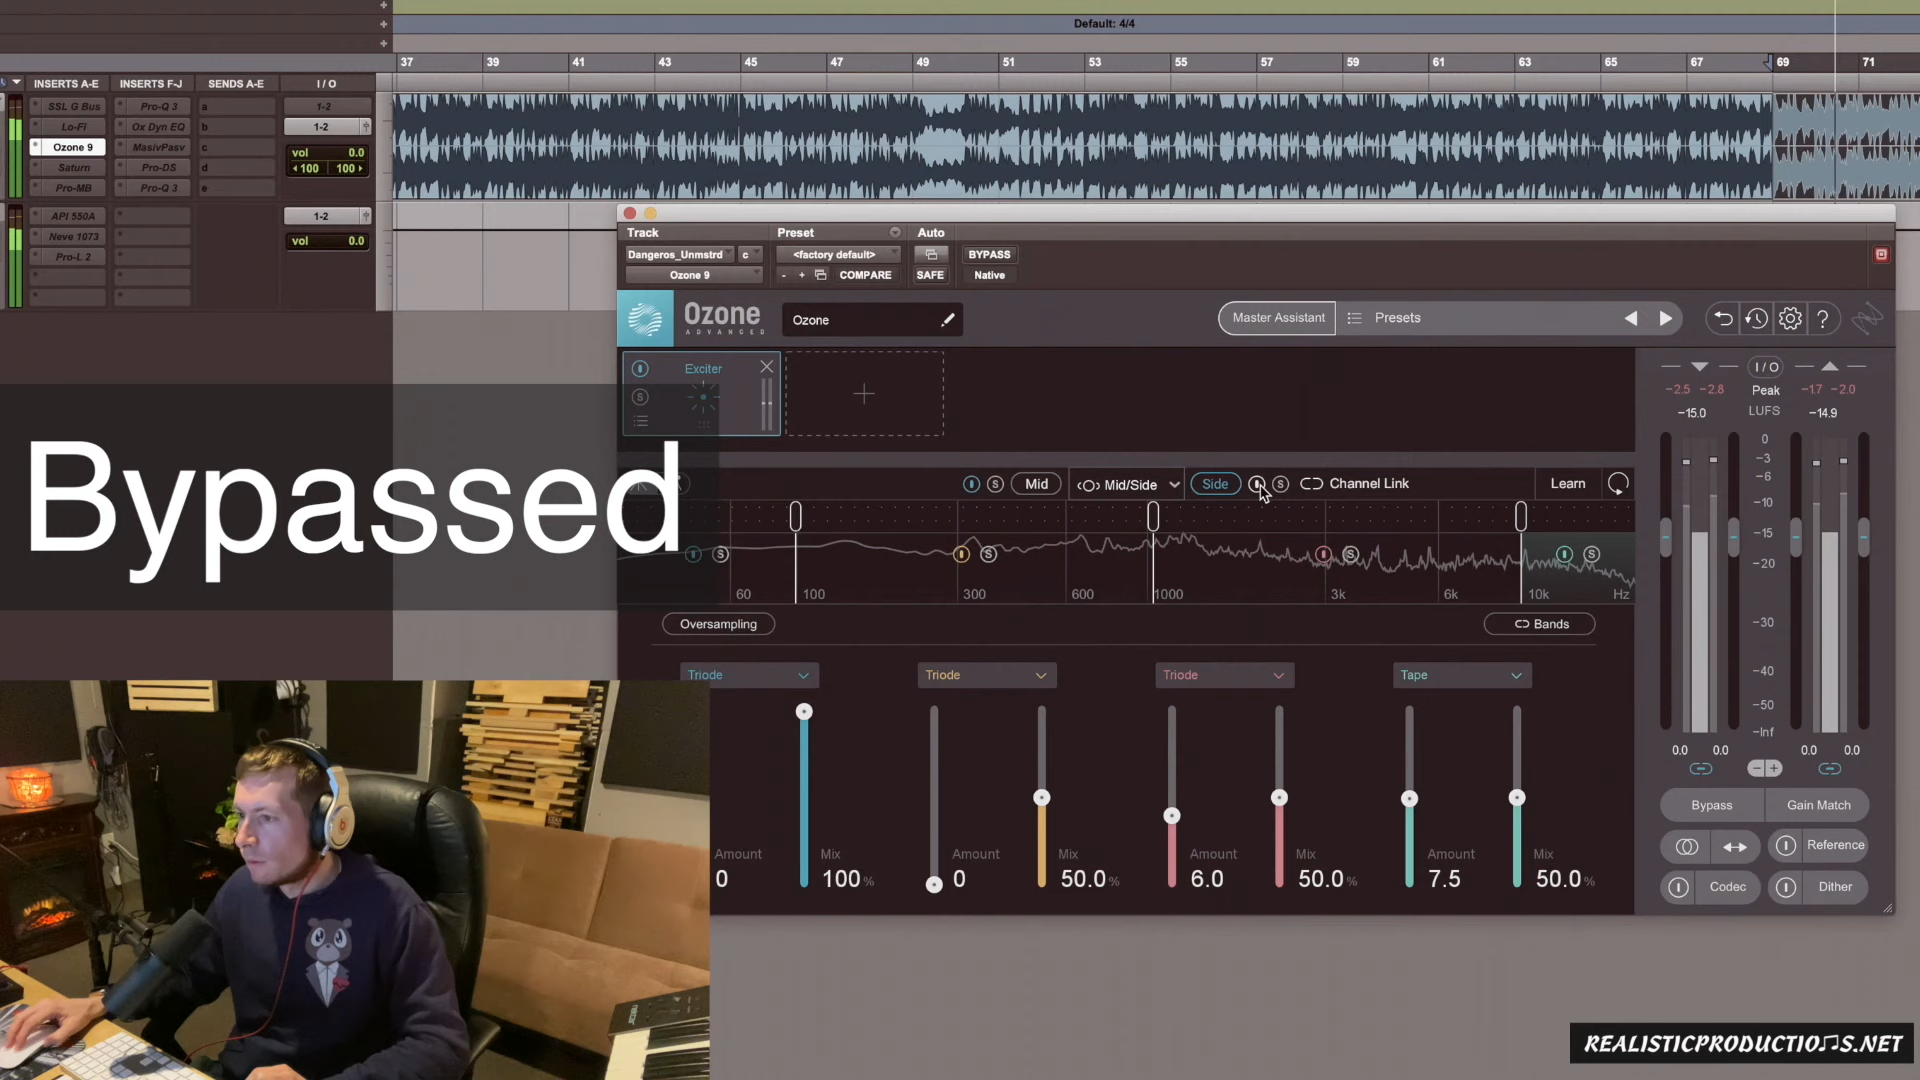 Default: 4/4
37 39 41 43 45 47 49 51 53 55 57 59 61 63 65 67 69 71
INSERTS A-E INSERTS F-J SENDS A-E I / O
SSL G Bus Pro-Q 3 a 1-2
Lo-Fi Ox Dyn EQ b 1-2
Ozone 9 MasivPasv c vol 0.0
Saturn Pro-DS d 100 100
Pro-MB Pro-Q 3 e
API 550A 1-2
Neve 1073 vol 0.0
Pro-L 2
Track Preset Auto
Dangeros_Unmstrd c <factory default> BYPASS
Ozone 9 - + COMPARE SAFE Native
Ozone
ADVANCED
Ozone
Master Assistant Presets ?
Exciter
S
I / O
-2.5 -2.8 Peak -1.7 -2.0
-15.0 LUFS -14.9
Bypassed
S Mid Mid/Side Side S Channel Link Learn
S S S S
60 100 300 600 1000 3k 6k 10k Hz
Oversampling Bands
Triode Triode Triode Tape
Amount Mix Amount Mix Amount Mix Amount Mix
0 100 % 0 50.0 % 6.0 50.0 % 7.5 50.0 %
0
-3
-6
-10
-15
-20
-30
-40
-50
-Inf
0.0 0.0 0.0 0.0
- +
Bypass Gain Match
Reference
Codec Dither
REALISTICPRODUCTIONS.NET